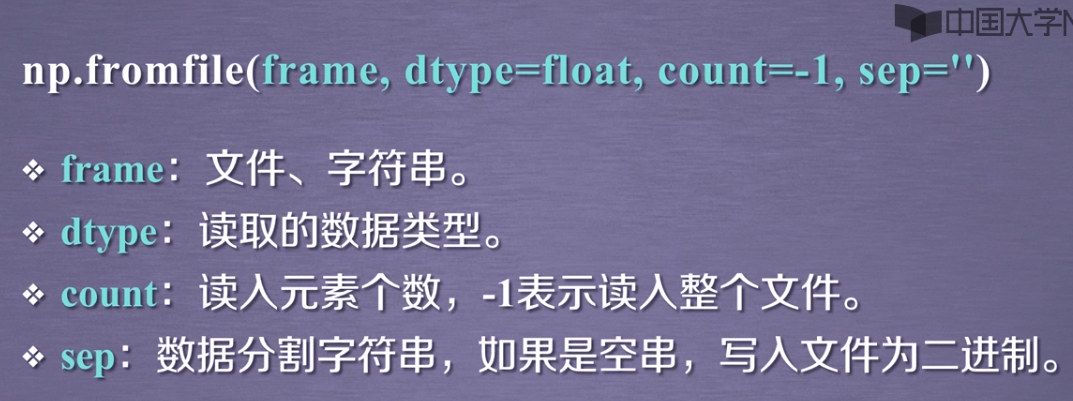 中国大学M
np.fromfile(frame, dtype=float, count=-1, sep='')
❖ frame：文件、字符串。
❖ dtype：读取的数据类型。
❖ count：读入元素个数，-1表示读入整个文件。
❖ sep：数据分割字符串，如果是空串，写入文件为二进制。